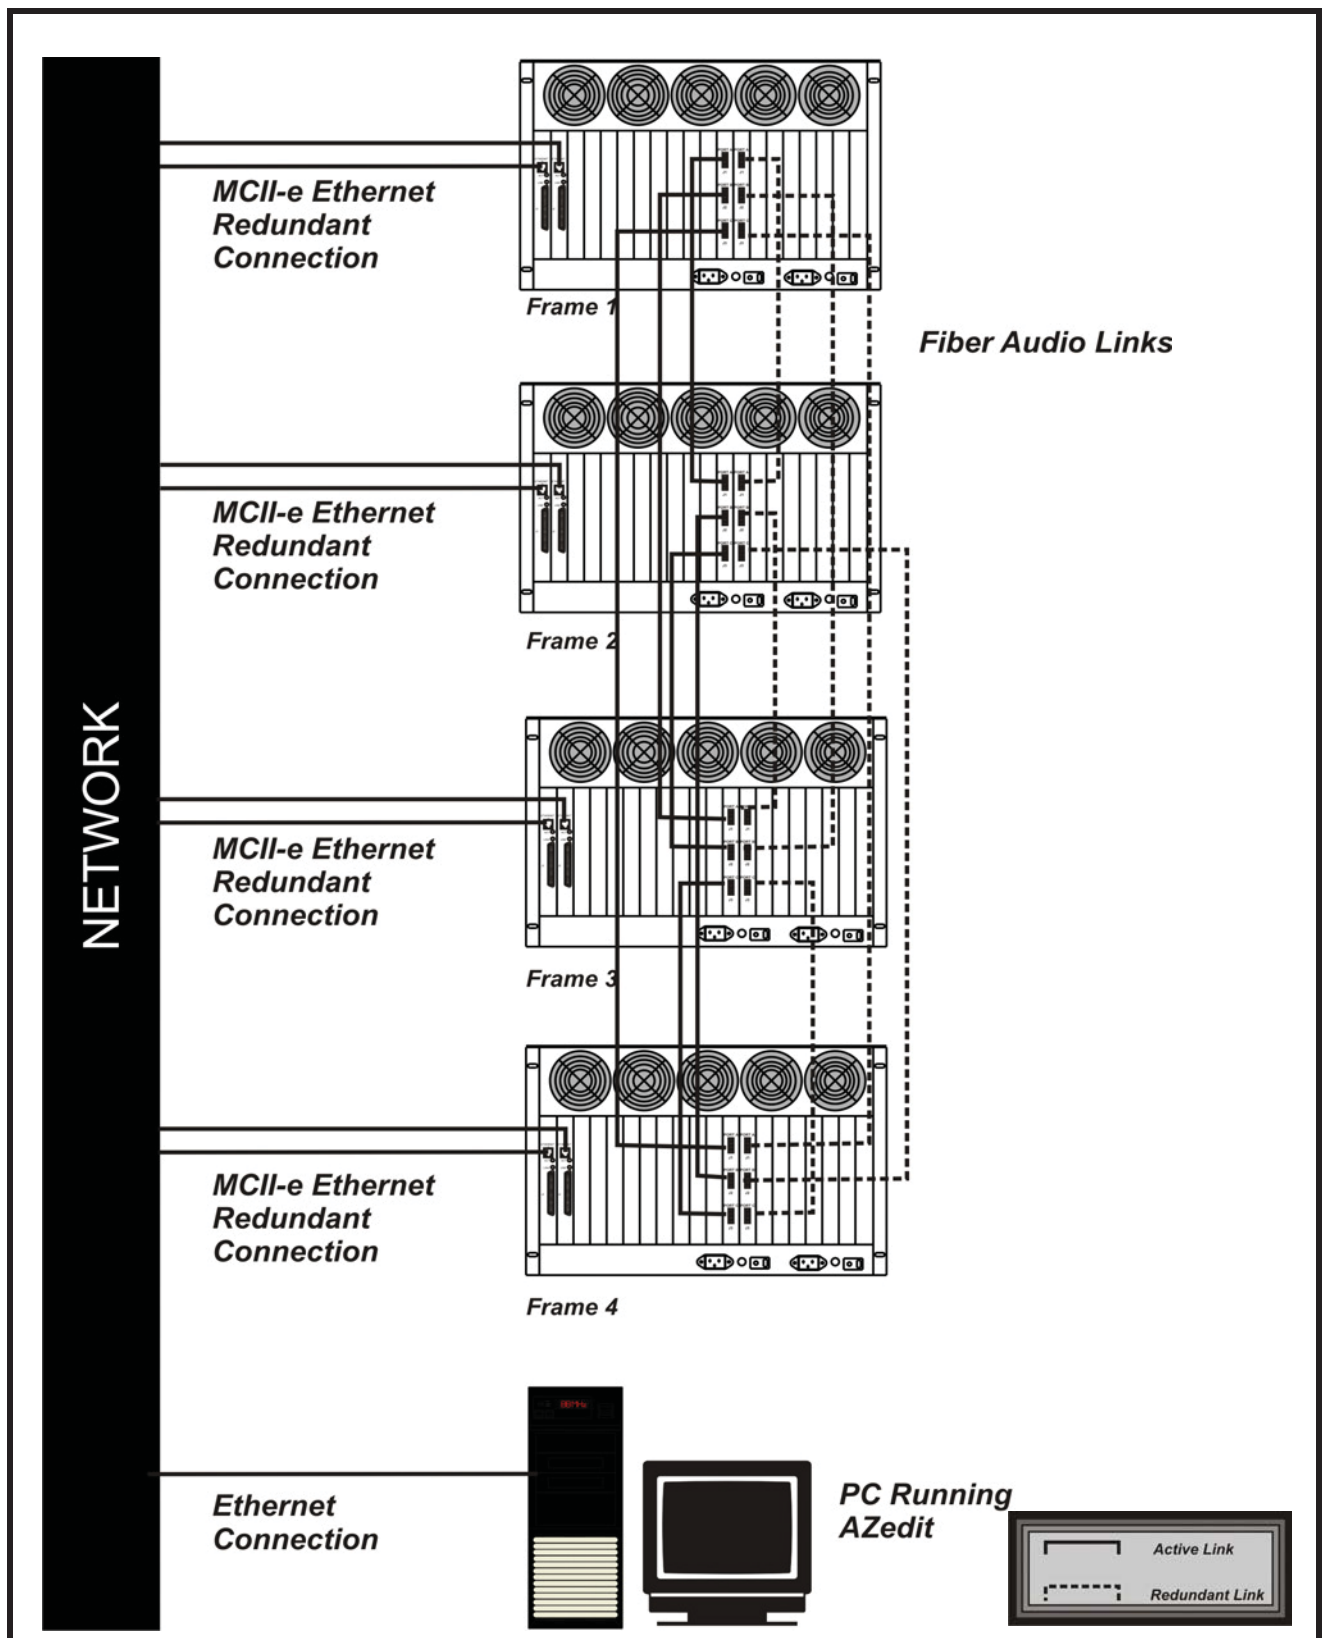 MCII-e Ethernet
Redundant
Connection
Frame 1
Fiber Audio Links
MCII-e Ethernet
Redundant
Connection
Frame 2
NETWORK
MCII-e Ethernet
Redundant
Connection
Frame 3
MCII-e Ethernet
Redundant
Connection
Frame 4
Ethernet
Connection
PC Running
AZedit
Active Link
Redundant Link